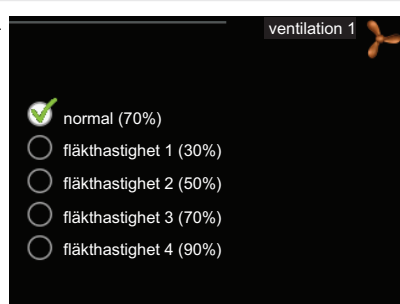 ventilation 1
normal (70%)
fläkthastighet 1 (30%)
fläkthastighet 2 (50%)
fläkthastighet 3 (70%)
fläkthastighet 4 (90%)